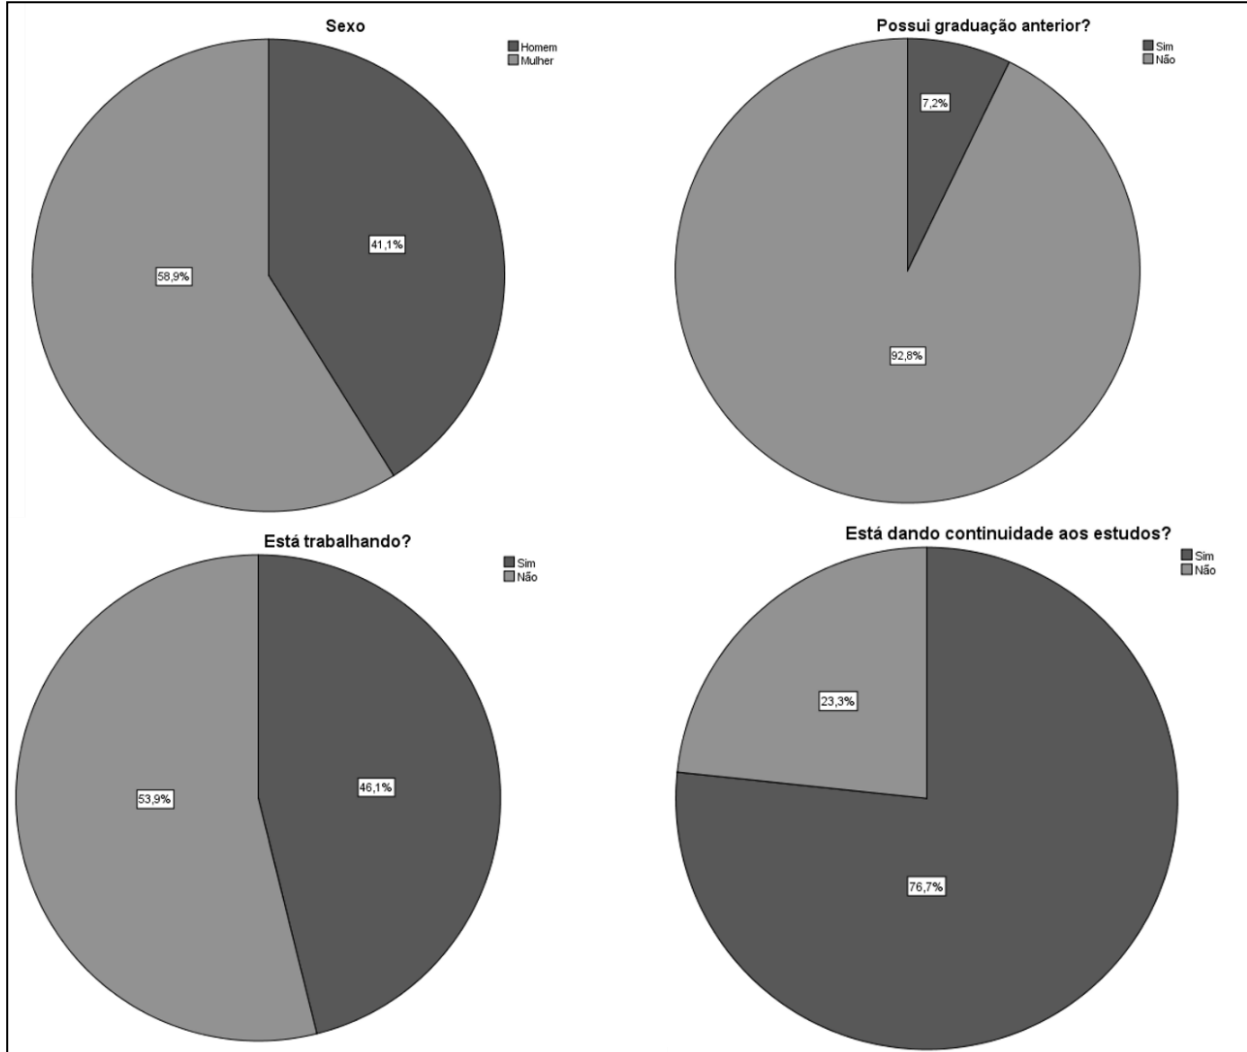 Sexo
Homem
Mulher
41,1%
58,9%
Possui graduação anterior?
Sim
Não
7,2%
92,8%
Está trabalhando?
Sim
Não
46,1%
53,9%
Está dando continuidade aos estudos?
Sim
Não
23,3%
76,7%